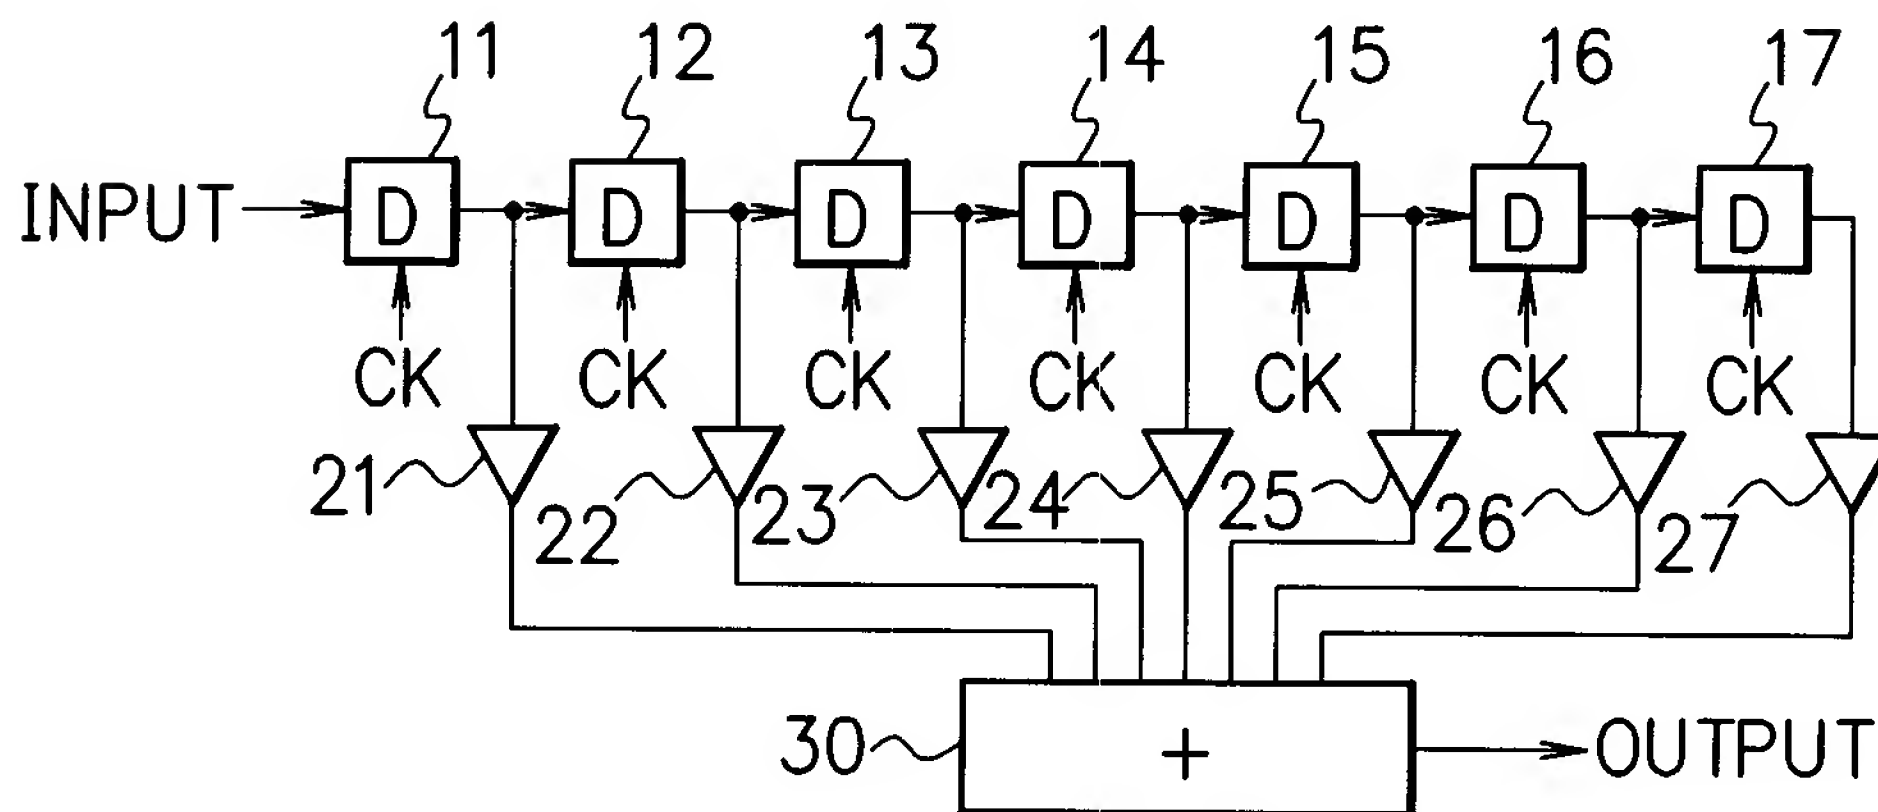 11 12 13 14 15 16 17
INPUT D D D D D D D
CK CK CK CK CK CK CK
21 22 23 24 25 26 27
30 + OUTPUT